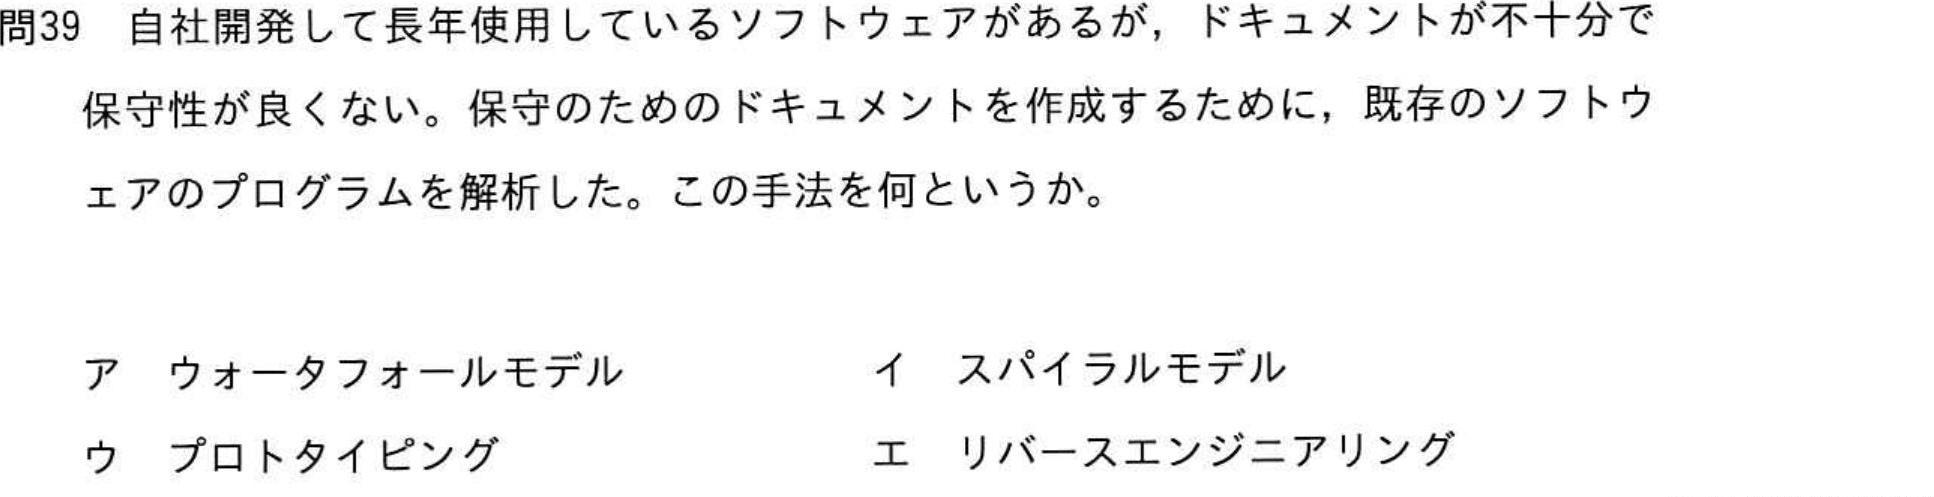 問39 自社開発して長年使用しているソフトウェアがあるが，ドキュメントが不十分で
保守性が良くない。保守のためのドキュメントを作成するために，既存のソフトウ
ェアのプログラムを解析した。この手法を何というか。
ア ウォータフォールモデル イ スパイラルモデル
ウ プロトタイピング エ リバースエンジニアリング